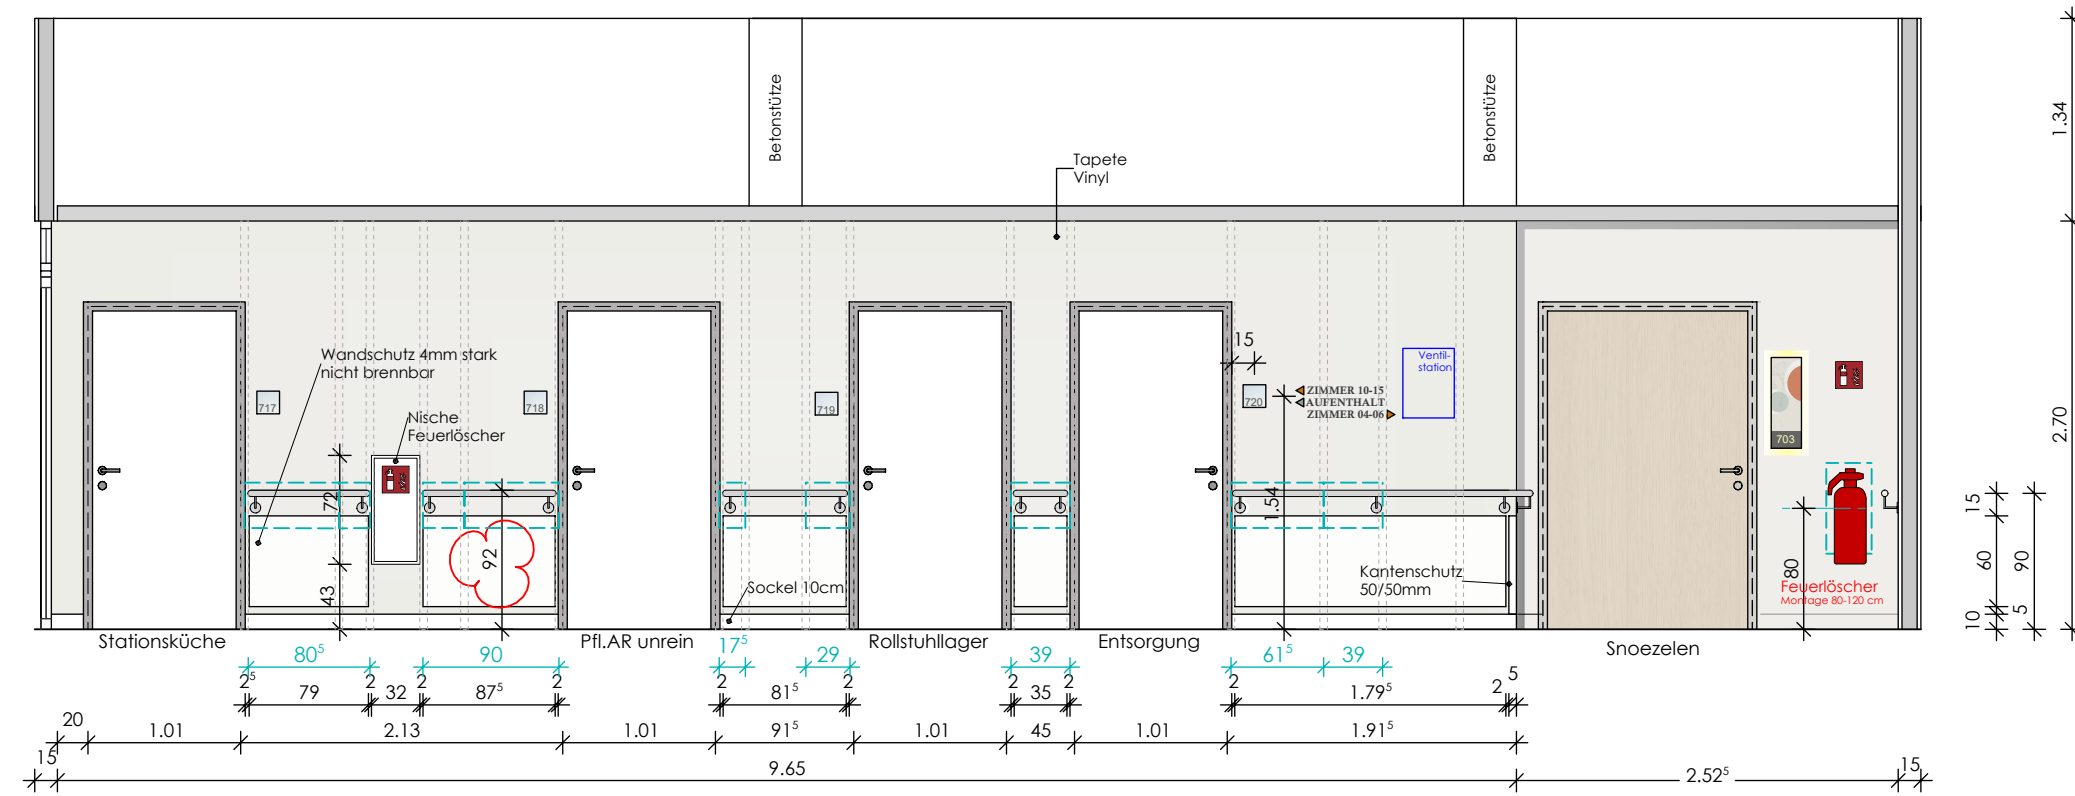 Betonstütze
Betonstütze
1.34
Tapete
Vinyl
2.70
Wandschutz 4mm stark
nicht brennbar
Nische
Feuerlöscher
717
718
719
720
15
ZIMMER 10-15
AUFENTHALT
ZIMMER 04-06
Ventil-
station
703
72
43
92
1.54
80
15
60
90
10
5
Sockel 10cm
Kantenschutz
50/50mm
Feuerlöscher
Montage 80-120 cm
Stationsküche
Pfl.AR unrein
Rollstuhllager
Entsorgung
Snoezelen
80⁵
90
17⁵
29
39
61⁵
39
2⁵
79
2
32
2
87⁵
2
2
81⁵
2
2
35
2
2
1.79⁵
2
5
20
1.01
2.13
1.01
91⁵
1.01
45
1.01
1.91⁵
15
9.65
2.52⁵
15